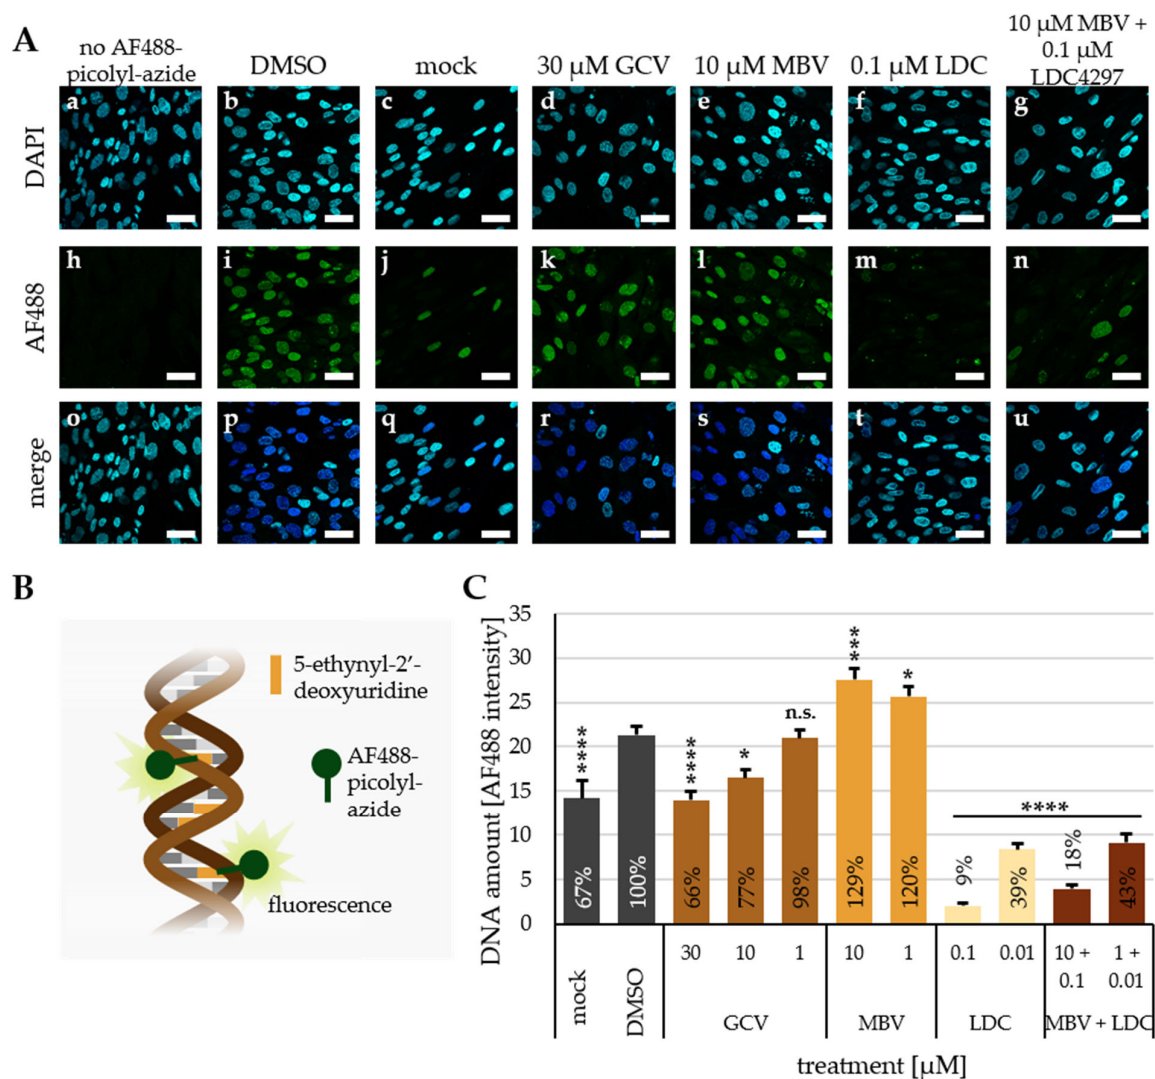 A
no AF488-
picolyl-azide
DMSO
mock
30 µM GCV
10 µM MBV
0.1 µM LDC
10 µM MBV +
0.1 µM
LDC4297
DAPI
a b c d e f g
AF488
h i j k l m n
merge
o p q r s t u
B
5-ethynyl-2′-
deoxyuridine
AF488-
picolyl-
azide
fluorescence
C
DNA amount [AF488 intensity]
35
30
25
20
15
10
5
0
****
67%
100%
****
66%
*
77%
n.s.
98%
***
129%
*
120%
****
9%
39%
18%
43%
mock
DMSO
30 10 1
GCV
10 1
MBV
0.1 0.01
LDC
10 + 1 +
0.1 0.01
MBV + LDC
treatment [µM]